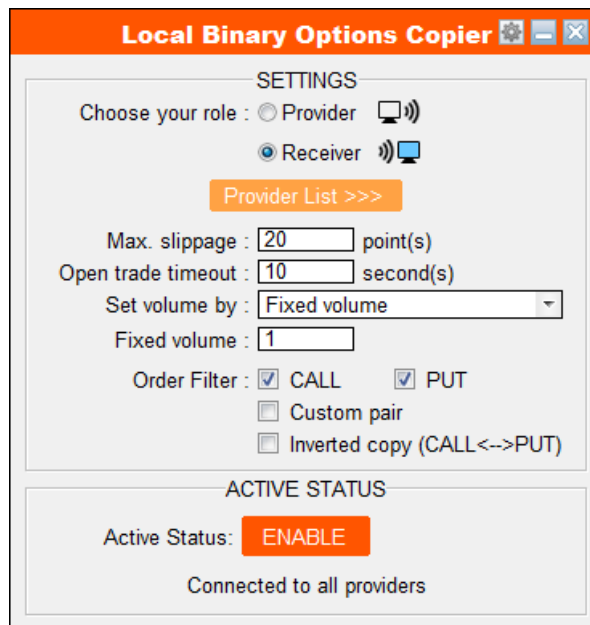 Local Binary Options Copier
SETTINGS
Choose your role : Provider
Receiver
Provider List >>>
Max. slippage : 20 point(s)
Open trade timeout : 10 second(s)
Set volume by : Fixed volume
Fixed volume : 1
Order Filter : CALL PUT
Custom pair
Inverted copy (CALL<-->PUT)
ACTIVE STATUS
Active Status: ENABLE
Connected to all providers